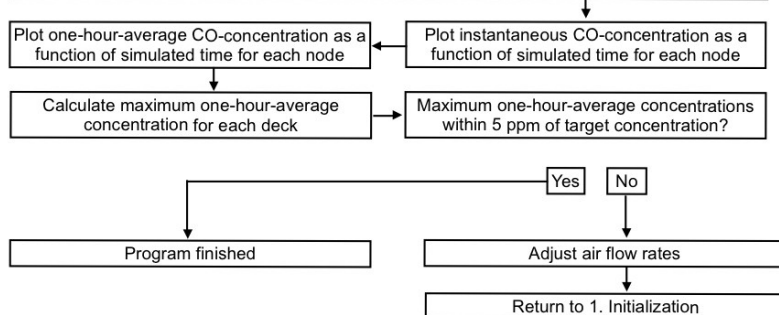 Plot one-hour-average CO-concentration as a
function of simulated time for each node
Plot instantaneous CO-concentration as a
function of simulated time for each node
Calculate maximum one-hour-average
concentration for each deck
Maximum one-hour-average concentrations
within 5 ppm of target concentration?
Yes
No
Program finished
Adjust air flow rates
Return to 1. Initialization